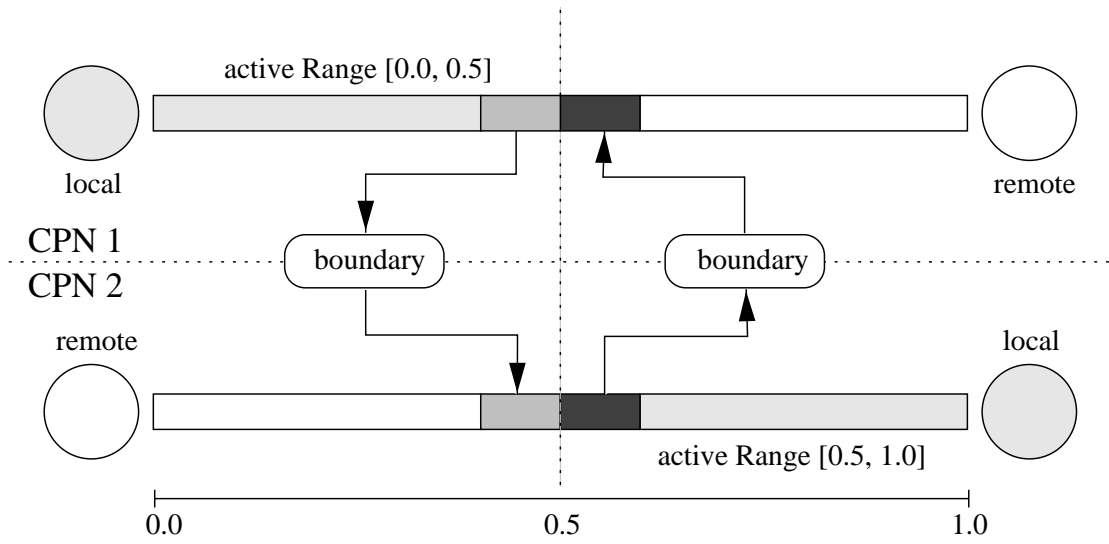 active Range [0.0, 0.5]
local
remote
CPN 1
boundary
boundary
CPN 2
remote
local
active Range [0.5, 1.0]
0.0
0.5
1.0